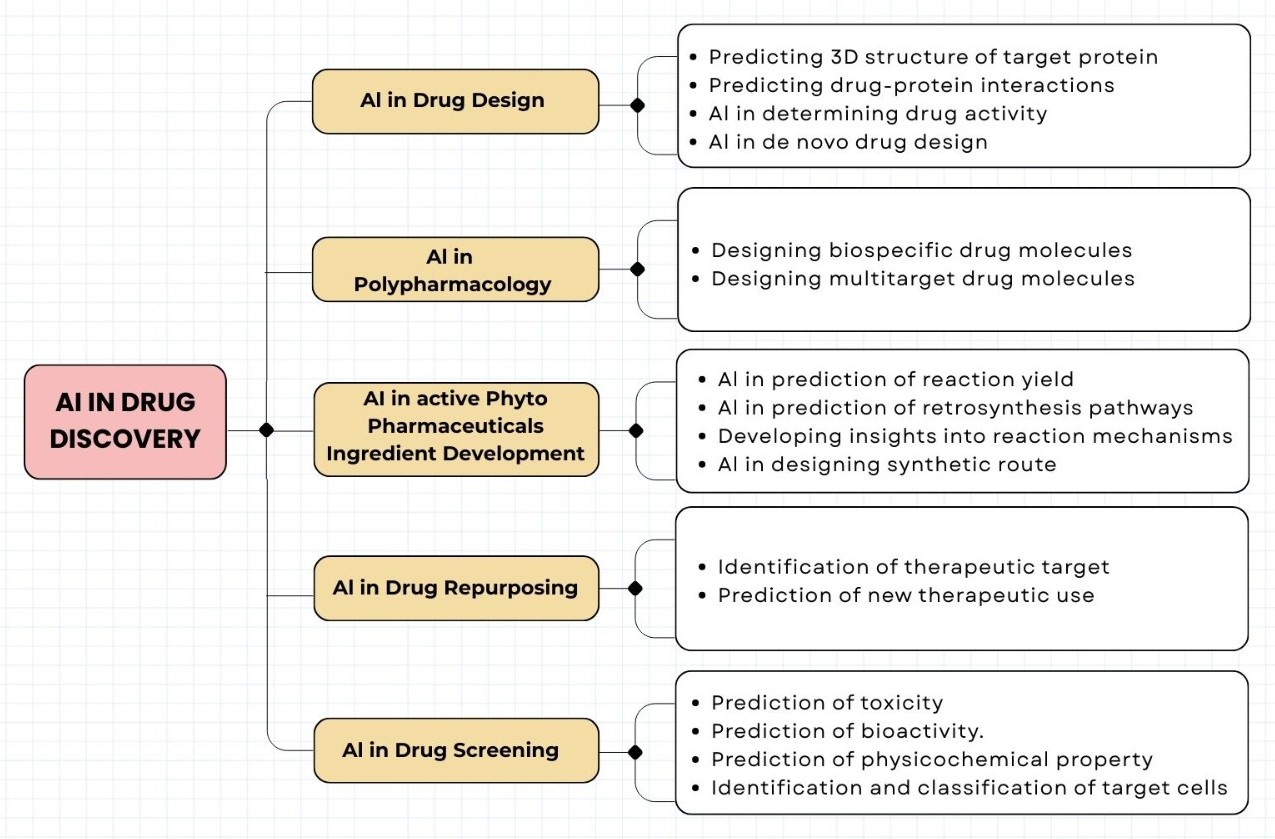 AI IN DRUG
DISCOVERY
AI in Drug Design
• Predicting 3D structure of target protein
• Predicting drug-protein interactions
• AI in determining drug activity
• AI in de novo drug design
AI in
Polypharmacology
• Designing biospecific drug molecules
• Designing multitarget drug molecules
AI in active Phyto
Pharmaceuticals
Ingredient Development
• AI in prediction of reaction yield
• AI in prediction of retrosynthesis pathways
• Developing insights into reaction mechanisms
• AI in designing synthetic route
AI in Drug Repurposing
• Identification of therapeutic target
• Prediction of new therapeutic use
AI in Drug Screening
• Prediction of toxicity
• Prediction of bioactivity.
• Prediction of physicochemical property
• Identification and classification of target cells